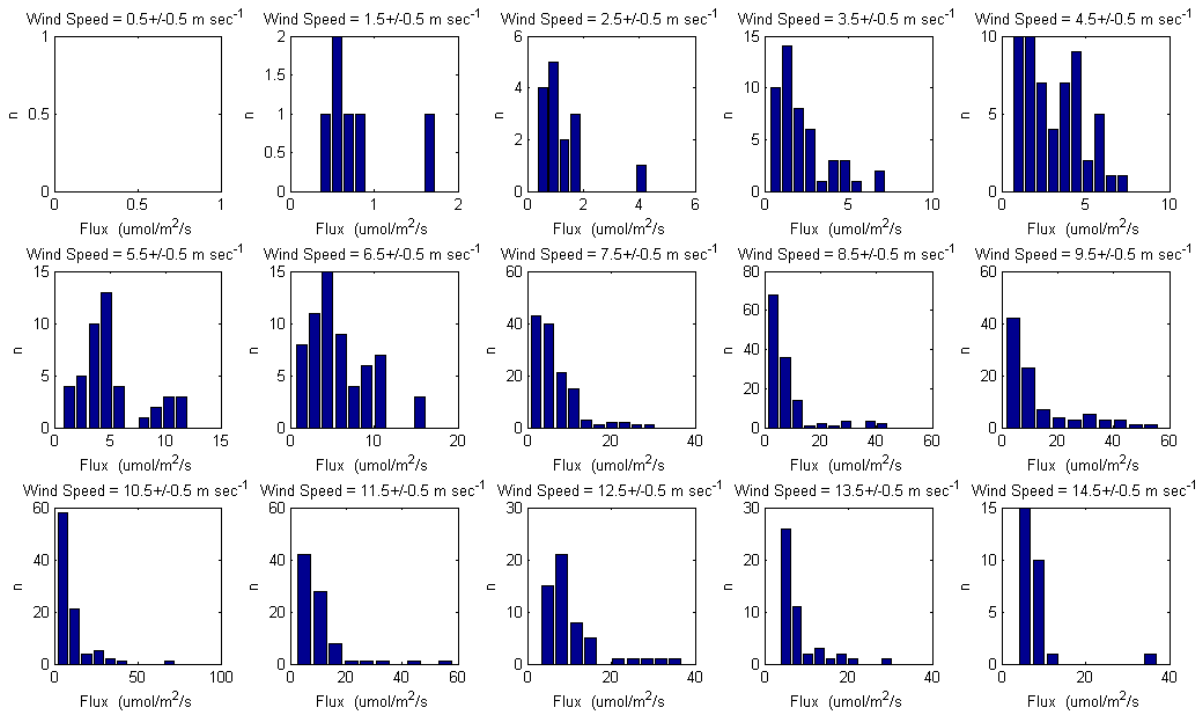 Wind Speed = 0.5+/-0.5 m sec-1
1
0.5
0
n
0 0.5 1
Flux (umol/m2/s
Wind Speed = 1.5+/-0.5 m sec-1
2
1.5
1
0.5
0
n
0 1 2
Flux (umol/m2/s
Wind Speed = 2.5+/-0.5 m sec-1
6
4
2
0
n
0 2 4 6
Flux (umol/m2/s
Wind Speed = 3.5+/-0.5 m sec-1
15
10
5
0
n
0 5 10
Flux (umol/m2/s
Wind Speed = 4.5+/-0.5 m sec-1
10
8
6
4
2
0
n
0 5 10
Flux (umol/m2/s
Wind Speed = 5.5+/-0.5 m sec-1
15
10
5
0
n
0 5 10 15
Flux (umol/m2/s
Wind Speed = 6.5+/-0.5 m sec-1
15
10
5
0
n
0 10 20
Flux (umol/m2/s
Wind Speed = 7.5+/-0.5 m sec-1
60
40
20
0
n
0 20 40
Flux (umol/m2/s
Wind Speed = 8.5+/-0.5 m sec-1
80
60
40
20
0
n
0 20 40 60
Flux (umol/m2/s
Wind Speed = 9.5+/-0.5 m sec-1
60
40
20
0
n
0 20 40 60
Flux (umol/m2/s
Wind Speed = 10.5+/-0.5 m sec-1
60
40
20
0
n
0 50 100
Flux (umol/m2/s
Wind Speed = 11.5+/-0.5 m sec-1
60
40
20
0
n
0 20 40 60
Flux (umol/m2/s
Wind Speed = 12.5+/-0.5 m sec-1
30
20
10
0
n
0 20 40
Flux (umol/m2/s
Wind Speed = 13.5+/-0.5 m sec-1
30
20
10
0
n
0 20 40
Flux (umol/m2/s
Wind Speed = 14.5+/-0.5 m sec-1
15
10
5
0
n
0 20 40
Flux (umol/m2/s